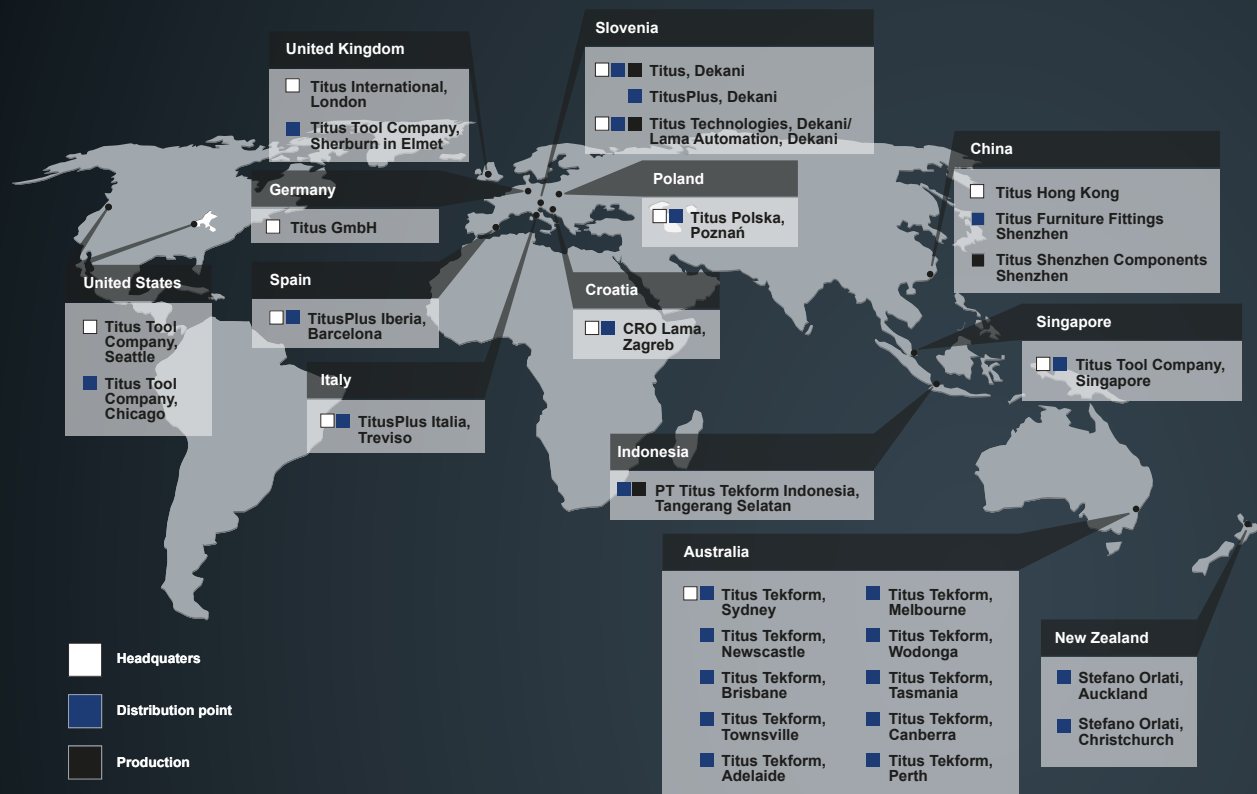 United Kingdom
Titus International,
London
Titus Tool Company,
Sherburn in Elmet
Slovenia
Titus, Dekani
TitusPlus, Dekani
Titus Technologies, Dekani/
Lama Automation, Dekani
China
Titus Hong Kong
Titus Furniture Fittings
Shenzhen
Titus Shenzhen Components
Shenzhen
Germany
Titus GmbH
Poland
Titus Polska,
Poznań
United States
Titus Tool
Company,
Seattle
Titus Tool
Company,
Chicago
Spain
TitusPlus Iberia,
Barcelona
Croatia
CRO Lama,
Zagreb
Singapore
Titus Tool Company,
Singapore
Italy
TitusPlus Italia,
Treviso
Indonesia
PT Titus Tekform Indonesia,
Tangerang Selatan
Australia
Titus Tekform,
Sydney
Titus Tekform,
Newscastle
Titus Tekform,
Brisbane
Titus Tekform,
Townsville
Titus Tekform,
Adelaide
Titus Tekform,
Melbourne
Titus Tekform,
Wodonga
Titus Tekform,
Tasmania
Titus Tekform,
Canberra
Titus Tekform,
Perth
New Zealand
Stefano Orlati,
Auckland
Stefano Orlati,
Christchurch
Headquaters
Distribution point
Production